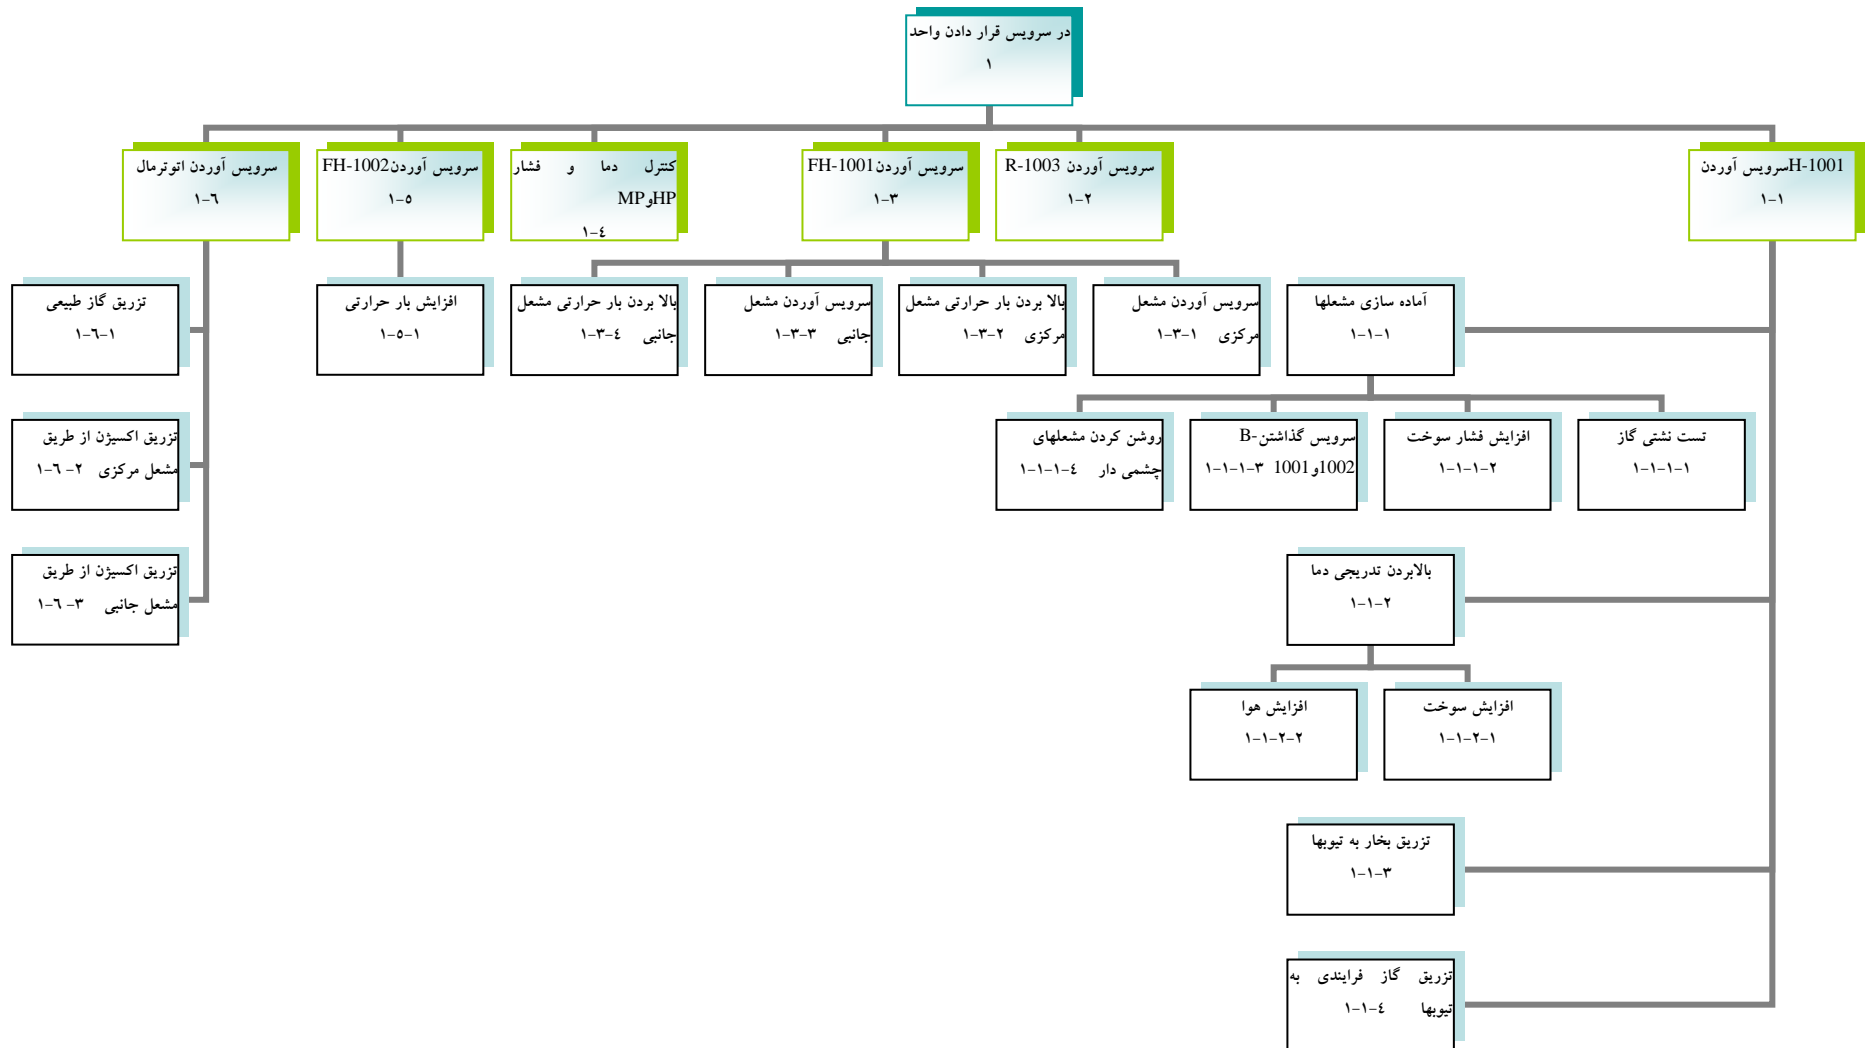 در سرویس قرار دادن واحد
۱
H-1001سرویس آوردن
۱-۱
سرویس آوردن R-1003
۱-۲
سرویس آوردنFH-1001
۱-۳
کنترل دما و فشار
HPوMP
۱-٤
سرویس آوردنFH-1002
۱-٥
سرویس آوردن اتوترمال
۱-٦
آماده سازی مشعلها
۱-۱-۱
سرویس آوردن مشعل
مرکزی ۱-۳-۱
بالا بردن بار حرارتی مشعل
مرکزی ۱-۳-۲
سرویس آوردن مشعل
جانبی ۱-۳-۳
بالا بردن بار حرارتی مشعل
جانبی ۱-۳-٤
افزایش بار حرارتی
۱-٥-۱
تزریق گاز طبیعی
۱-٦-۱
تست نشتی گاز
۱-۱-۱-۱
افزایش فشار سوخت
۱-۱-۱-۲
سرویس گذاشتن-B
1002و1001 ۱-۱-۱-۳
روشن کردن مشعلهای
چشمی دار ۱-۱-۱-٤
تزریق اکسیژن از طریق
مشعل مرکزی ۲- ٦-۱
بالابردن تدریجی دما
۱-۱-۲
تزریق اکسیژن از طریق
مشعل جانبی ۳- ٦-۱
افزایش سوخت
۱-۱-۲-۱
افزایش هوا
۱-۱-۲-۲
تزریق بخار به تیوبها
۱-۱-۳
تزریق گاز فرایندی به
تیوبها ۱-۱-٤